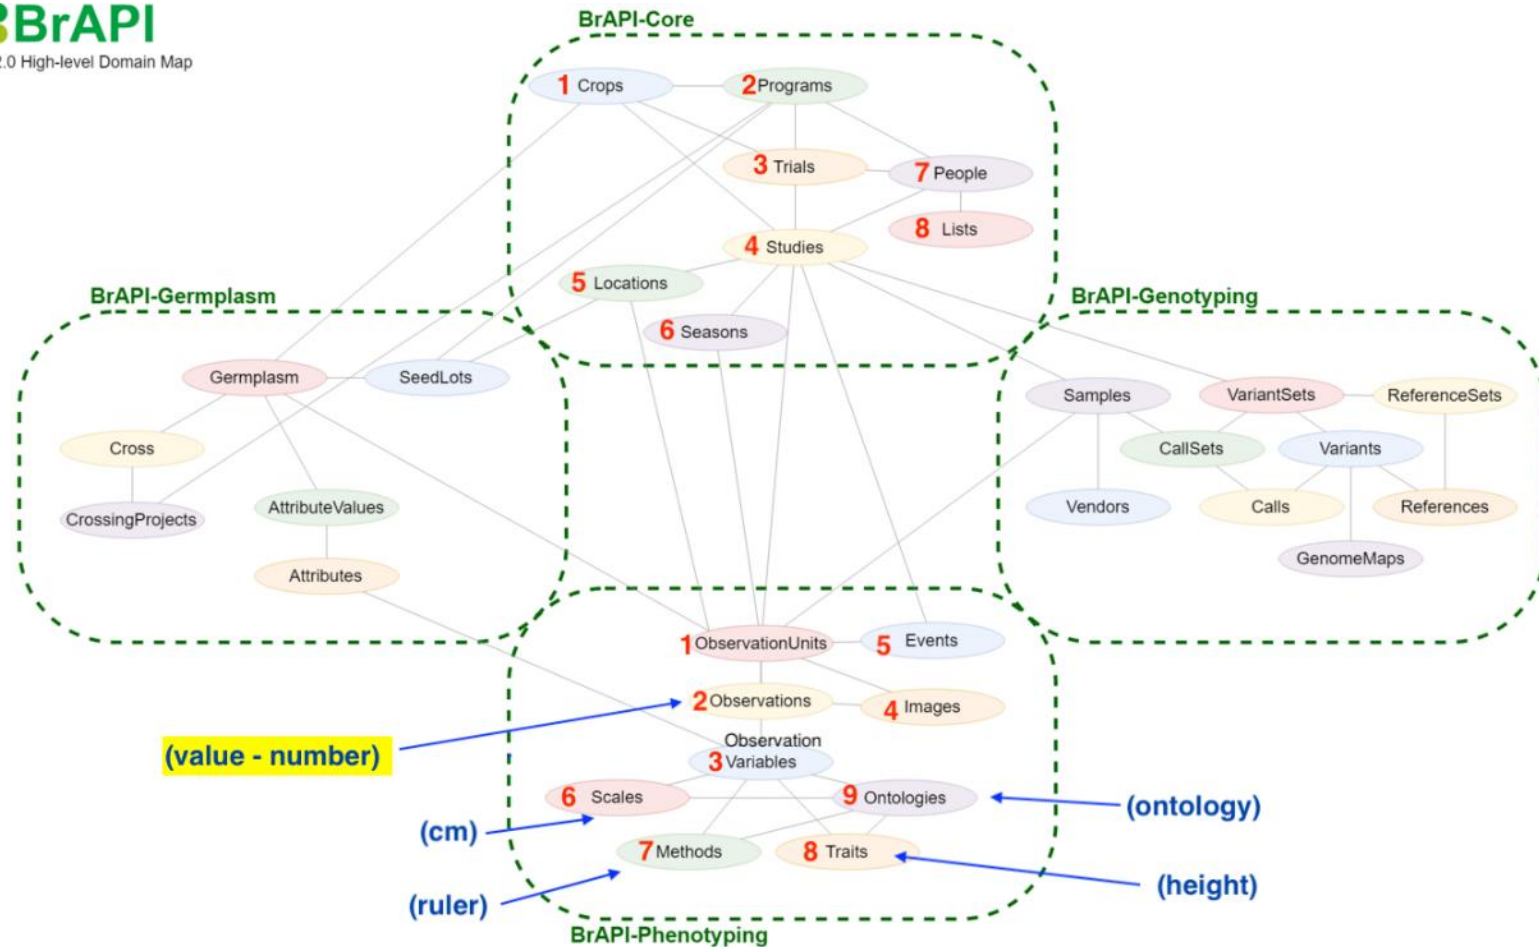 BrAPI
2.0 High-level Domain Map
BrAPI-Core
1 Crops
2 Programs
3 Trials
7 People
8 Lists
4 Studies
5 Locations
6 Seasons
BrAPI-Germplasm
Germplasm
SeedLots
Cross
CrossingProjects
AttributeValues
Attributes
BrAPI-Genotyping
Samples
VariantSets
ReferenceSets
CallSets
Variants
Vendors
Calls
References
GenomeMaps
1 ObservationUnits
5 Events
2 Observations
4 Images
(value - number)
Observation
3 Variables
6 Scales
9 Ontologies
(ontology)
(cm)
7 Methods
8 Traits
(height)
(ruler)
BrAPI-Phenotyping